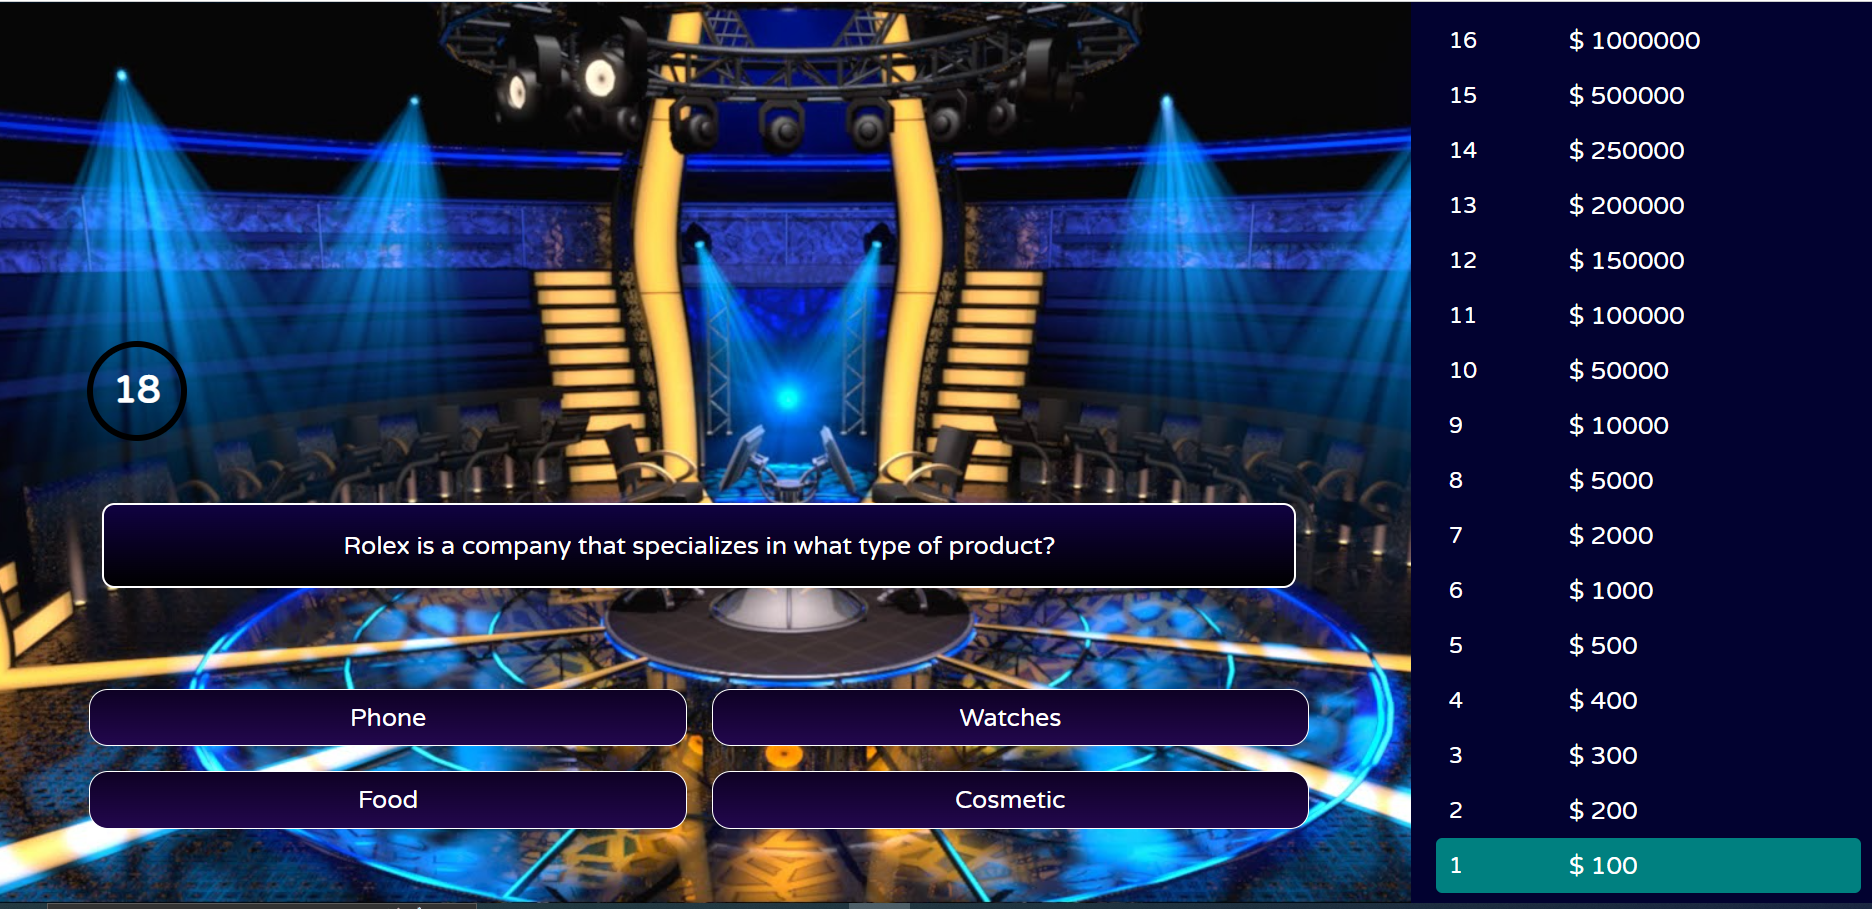 18
Rolex is a company that specializes in what type of product?
Phone
Watches
Food
Cosmetic
16 $ 1000000
15 $ 500000
14 $ 250000
13 $ 200000
12 $ 150000
11 $ 100000
10 $ 50000
9 $ 10000
8 $ 5000
7 $ 2000
6 $ 1000
5 $ 500
4 $ 400
3 $ 300
2 $ 200
1 $ 100